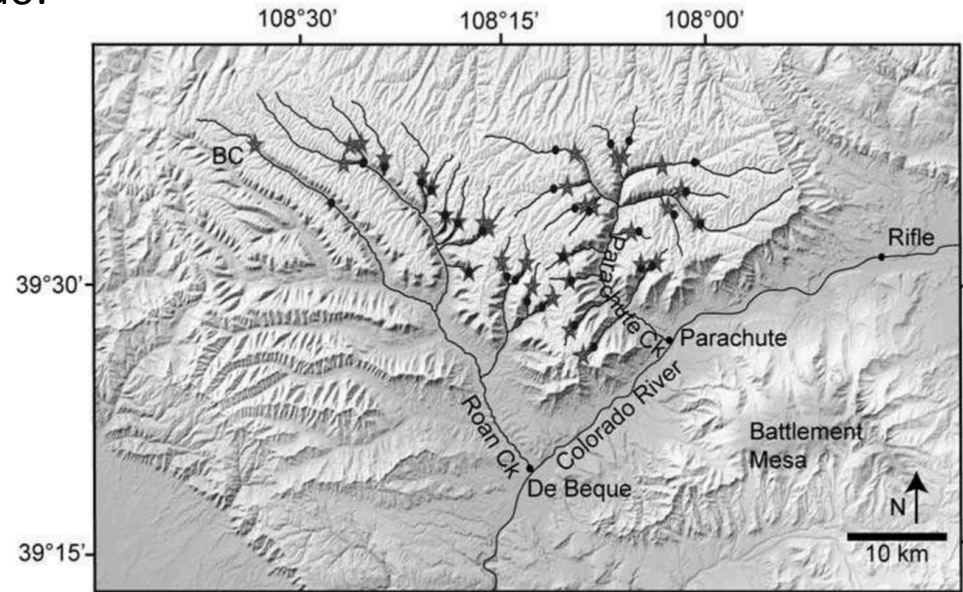 108°30’ 108°15’ 108°00’
BC
Rifle
39°30’
Parachute Ck
Parachute
Colorado River
Roan Ck
Battlement
Mesa
De Beque
N
39°15’
10 km